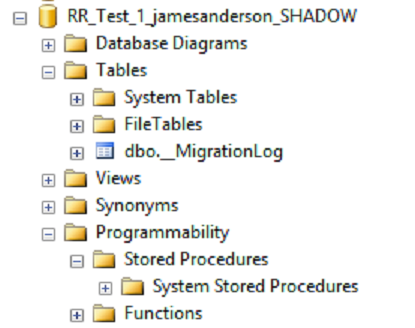 RR_Test_1_jamesanderson_SHADOW
Database Diagrams
Tables
System Tables
FileTables
dbo.__MigrationLog
Views
Synonyms
Programmability
Stored Procedures
System Stored Procedures
Functions